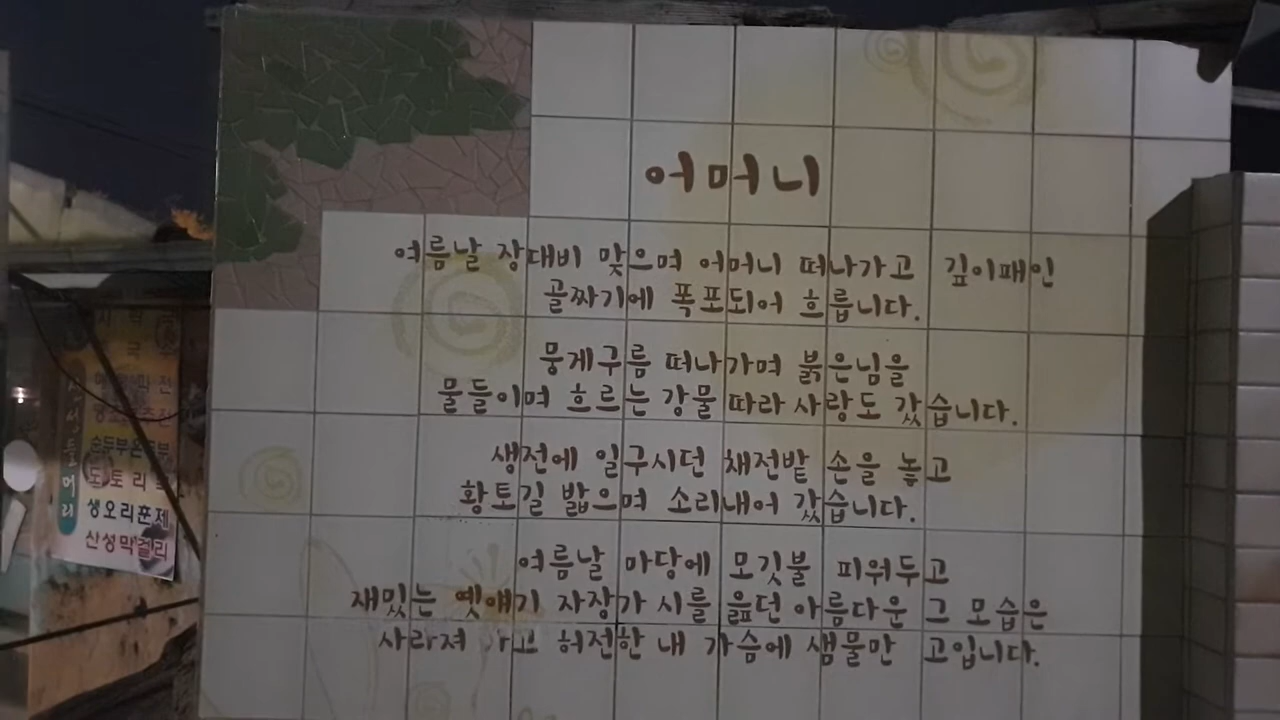 어머니
여름날 장대비 맞으며 어머니 떠나가고 깊이패인
골짜기에 폭포되어 흐릅니다.
뭉게구름 떠나가며 붉은님을
물들이며 흐르는 강물 따라 사랑도 갔습니다.
생전에 일구시던 채전밭 손을 놓고
황토길 밟으며 소리내어 갔습니다.
여름날 마당에 모깃불 피워두고
재밌는 옛얘기 자장가 시를 읊던 아름다운 그 모습은
사라져 가고 허전한 내 가슴에 샘물만 고입니다.
산성둘머리
도토리
생오리훈제
산성막걸리